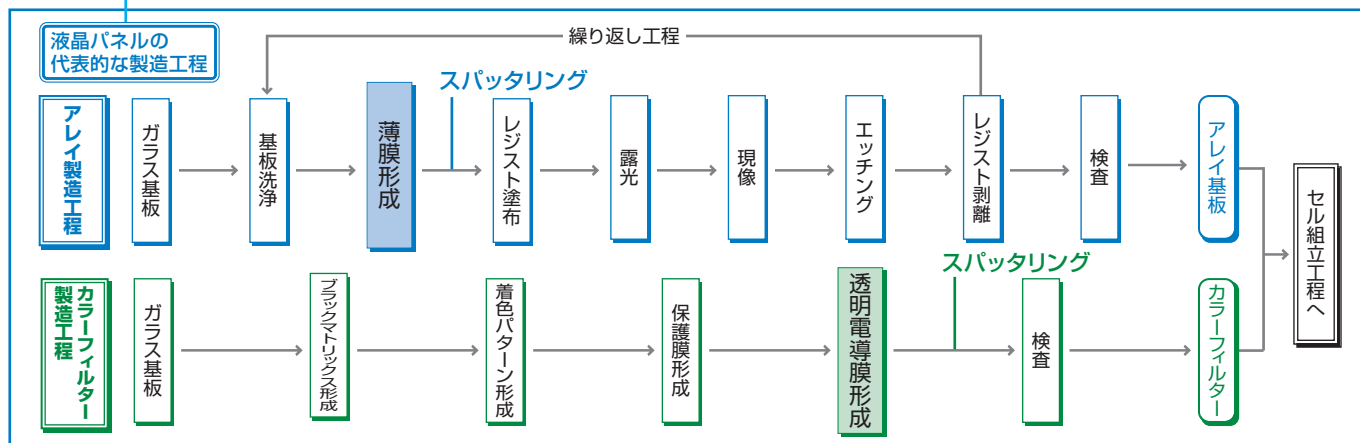 液晶パネルの
代表的な製造工程
繰り返し工程
スパッタリング
アレイ製造工程
ガラス基板
基板洗浄
薄膜形成
レジスト塗布
露光
現像
エッチング
レジスト剥離
検査
アレイ基板
セル組立工程へ
スパッタリング
カラーフィルター
製造工程
ガラス基板
ブラックマトリックス形成
着色パターン形成
保護膜形成
透明電導膜形成
検査
カラーフィルター